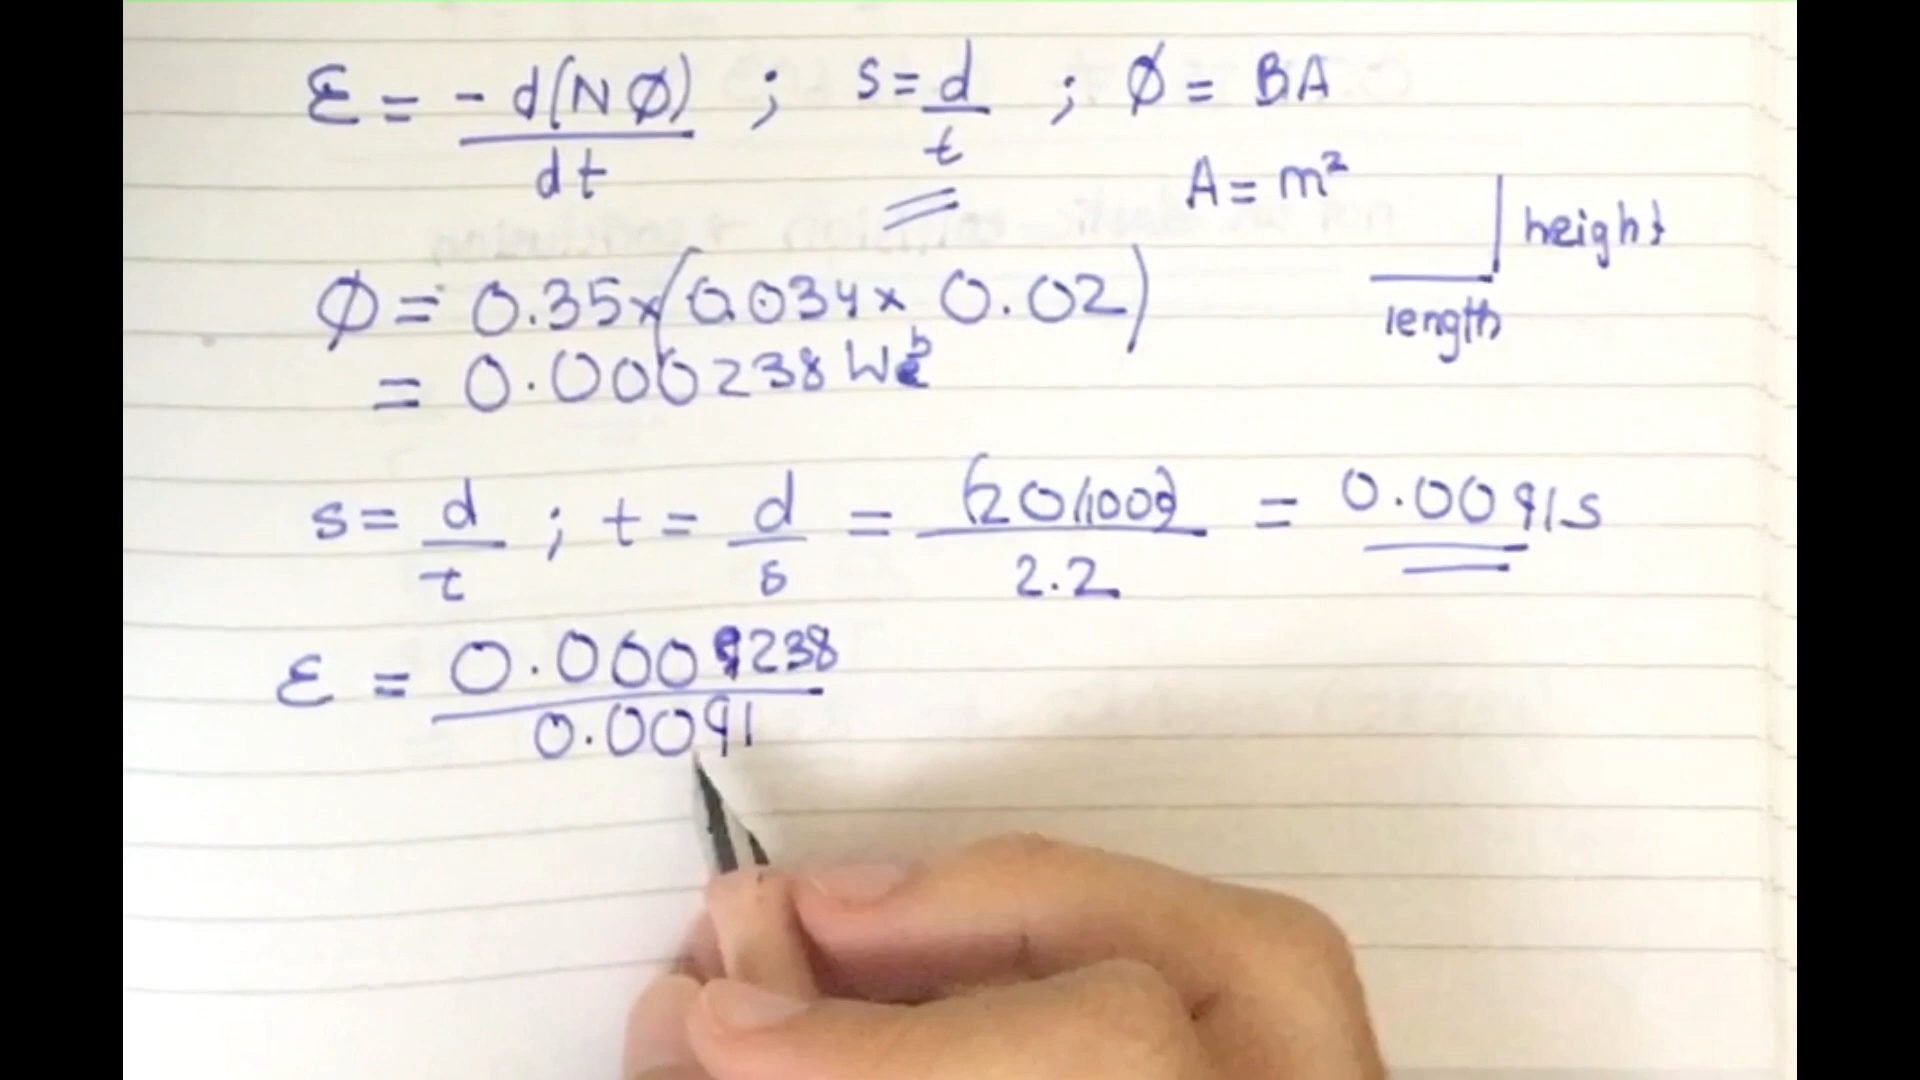 Ɛ = - d(NØ)/dt ; s = d/t ; Ø = BA
A = m²
height
length
Ø = 0.35 × (0.034 × 0.02)
= 0.000238 Wb
s = d/t ; t = d/s = (20/1000)/2.2 = 0.0091s
Ɛ = 0.000238/0.0091